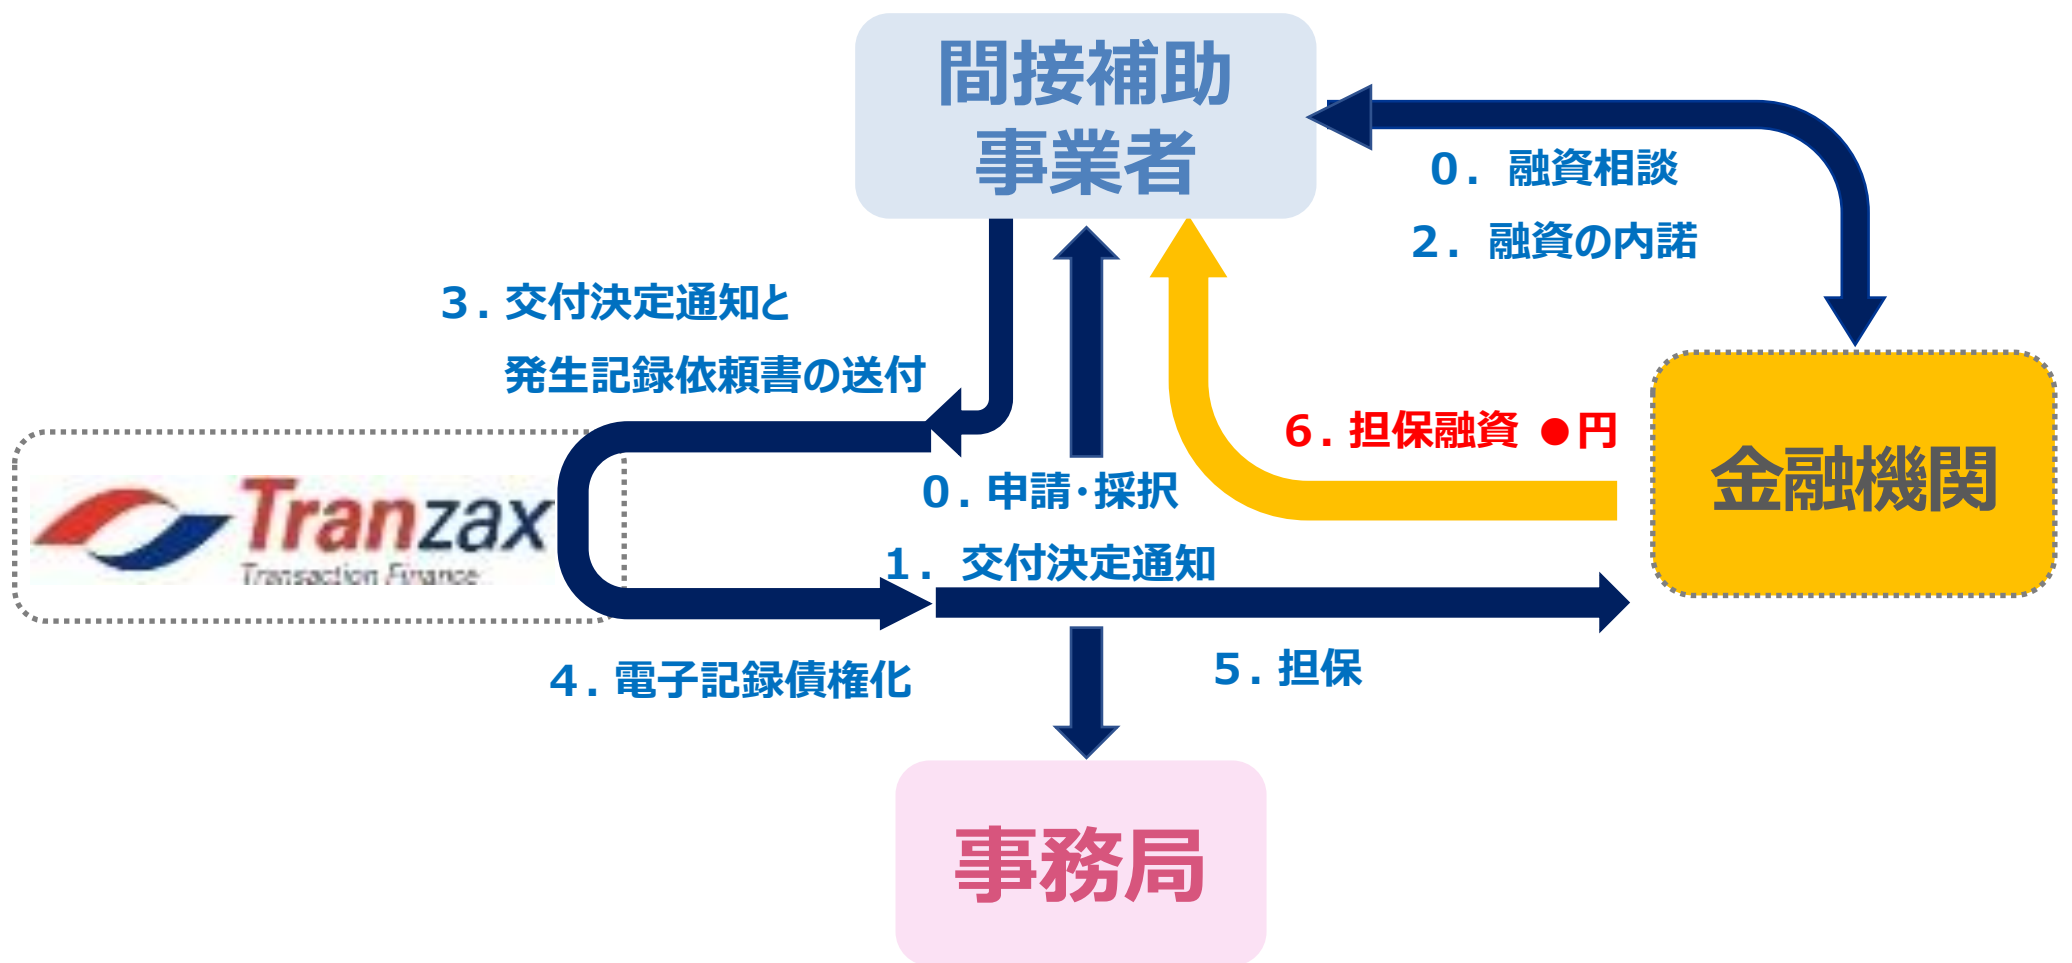 間接補助
事業者
0．融資相談
2．融資の内諾
3．交付決定通知と
発生記録依頼書の送付
6．担保融資 ●円
金融機関
Tranzax
Transaction Finance
0．申請・採択
1．交付決定通知
4．電子記録債権化
5．担保
事務局